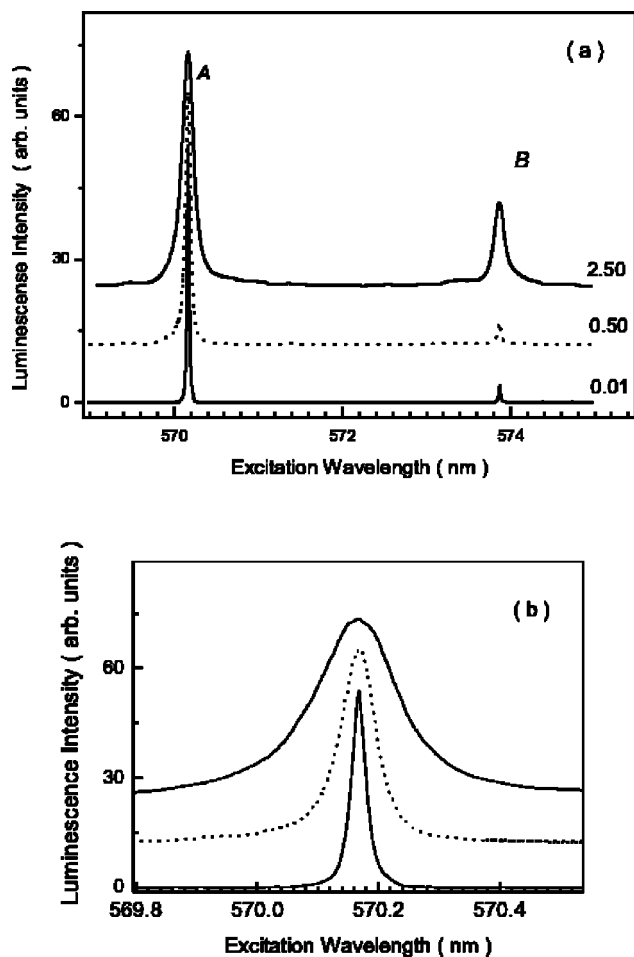 ( a )
A
B
Luminescense Intensity ( arb. units )
60
30
0
2.50
0.50
0.01
570
572
574
Excitation Wavelength ( nm )
( b )
Luminescence Intensity ( arb. units )
60
30
0
569.8
570.0
570.2
570.4
Excitation Wavelength ( nm )